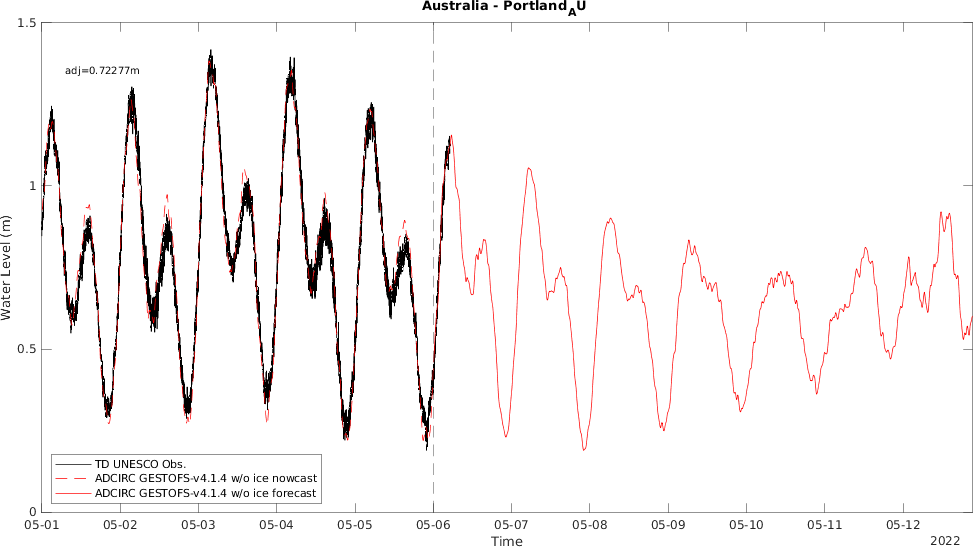 Australia - Portland_AU
1.5
adj=0.72277m
1
Water Level (m)
0.5
TD UNESCO Obs.
ADCIRC GESTOFS-v4.1.4 w/o ice nowcast
ADCIRC GESTOFS-v4.1.4 w/o ice forecast
0
05-01 05-02 05-03 05-04 05-05 05-06 05-07 05-08 05-09 05-10 05-11 05-12
Time
2022